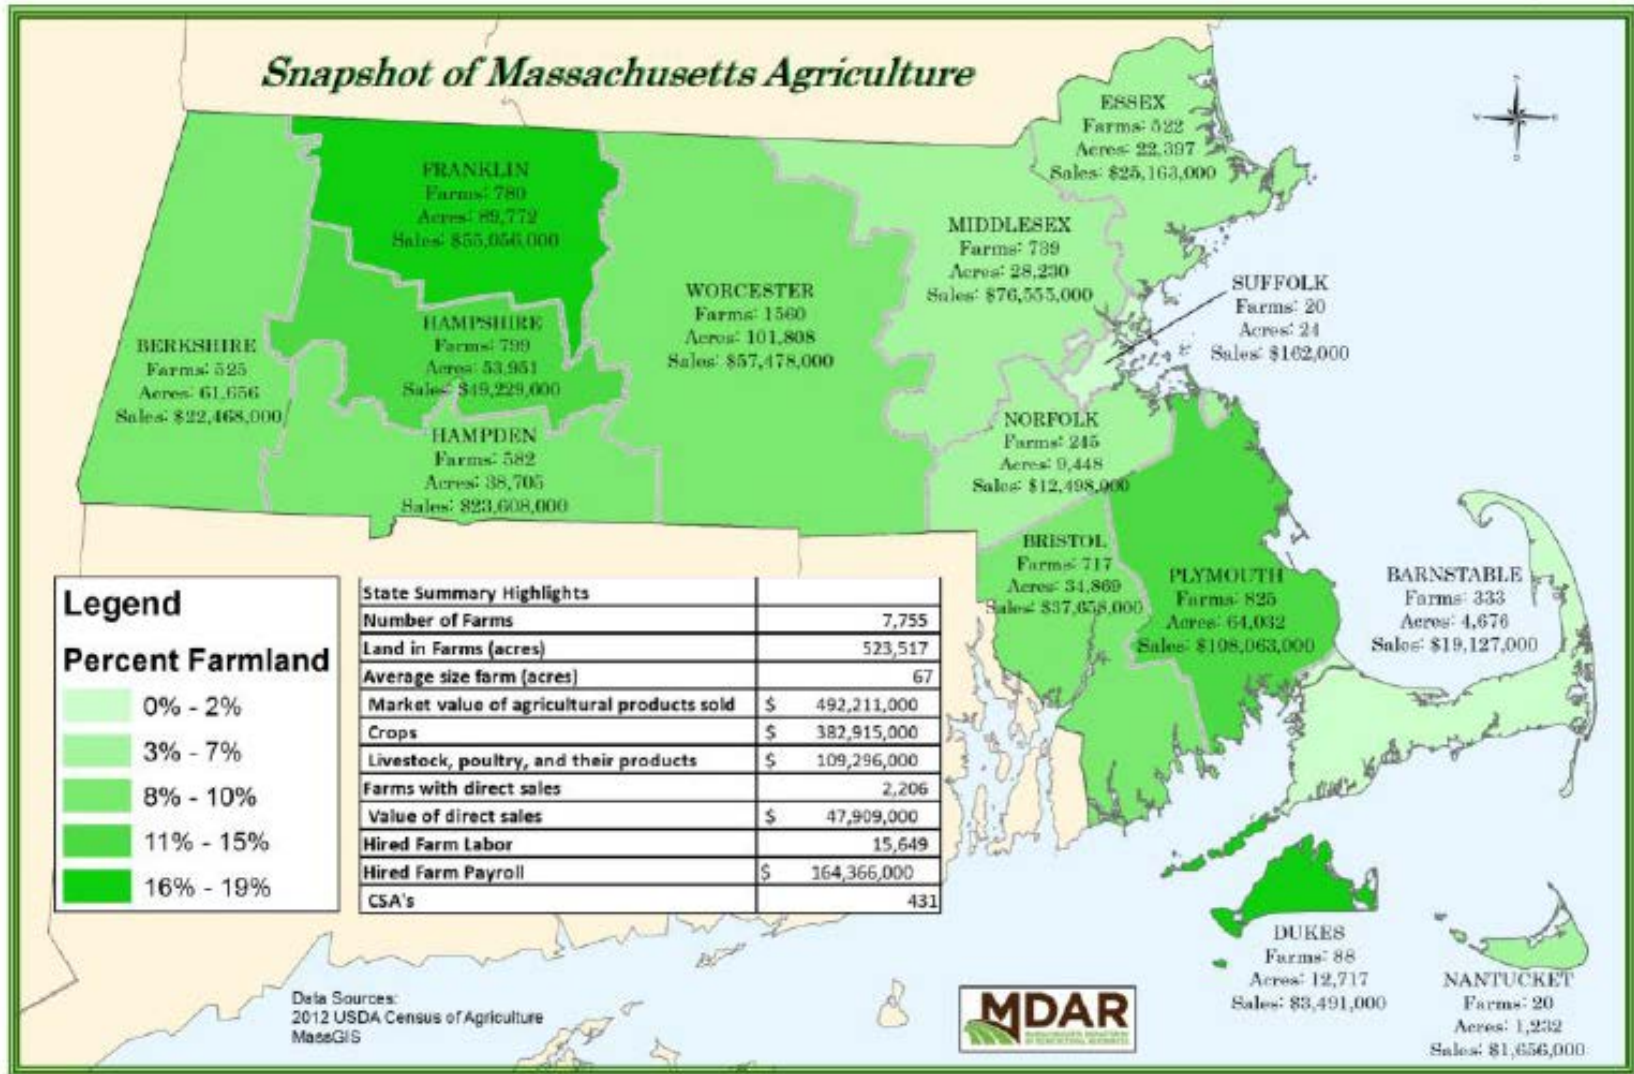 Snapshot of Massachusetts Agriculture
ESSEX
Farms: 522
Acres: 22,397
Sales: $25,163,000
FRANKLIN
Farms: 780
Acres: 89,772
Sales: $55,056,000
MIDDLESEX
Farms: 739
Acres: 28,230
Sales: $76,555,000
SUFFOLK
Farms: 20
Acres: 24
Sales: $162,000
WORCESTER
Farms: 1560
Acres: 101,808
Sales: $57,478,000
HAMPSHIRE
Farms: 799
Acres: 53,951
Sales: $49,229,000
BERKSHIRE
Farms: 525
Acres: 61,656
Sales: $22,468,000
HAMPDEN
Farms: 582
Acres: 38,705
Sales: $23,608,000
NORFOLK
Farms: 245
Acres: 9,448
Sales: $12,498,000
BRISTOL
Farms: 717
Acres: 34,869
Sales: $37,658,000
PLYMOUTH
Farms: 825
Acres: 64,032
Sales: $108,063,000
BARNSTABLE
Farms: 333
Acres: 4,676
Sales: $19,127,000
DUKES
Farms: 88
Acres: 12,717
Sales: $3,491,000
NANTUCKET
Farms: 20
Acres: 1,232
Sales: $1,656,000
Legend
Percent Farmland
0% - 2%
3% - 7%
8% - 10%
11% - 15%
16% - 19%
State Summary Highlights
Number of Farms 7,755
Land in Farms (acres) 523,517
Average size farm (acres) 67
Market value of agricultural products sold $ 492,211,000
Crops $ 382,915,000
Livestock, poultry, and their products $ 109,296,000
Farms with direct sales 2,206
Value of direct sales $ 47,909,000
Hired Farm Labor 15,649
Hired Farm Payroll $ 164,366,000
CSA's 431
Data Sources:
2012 USDA Census of Agriculture
MassGIS
MDAR